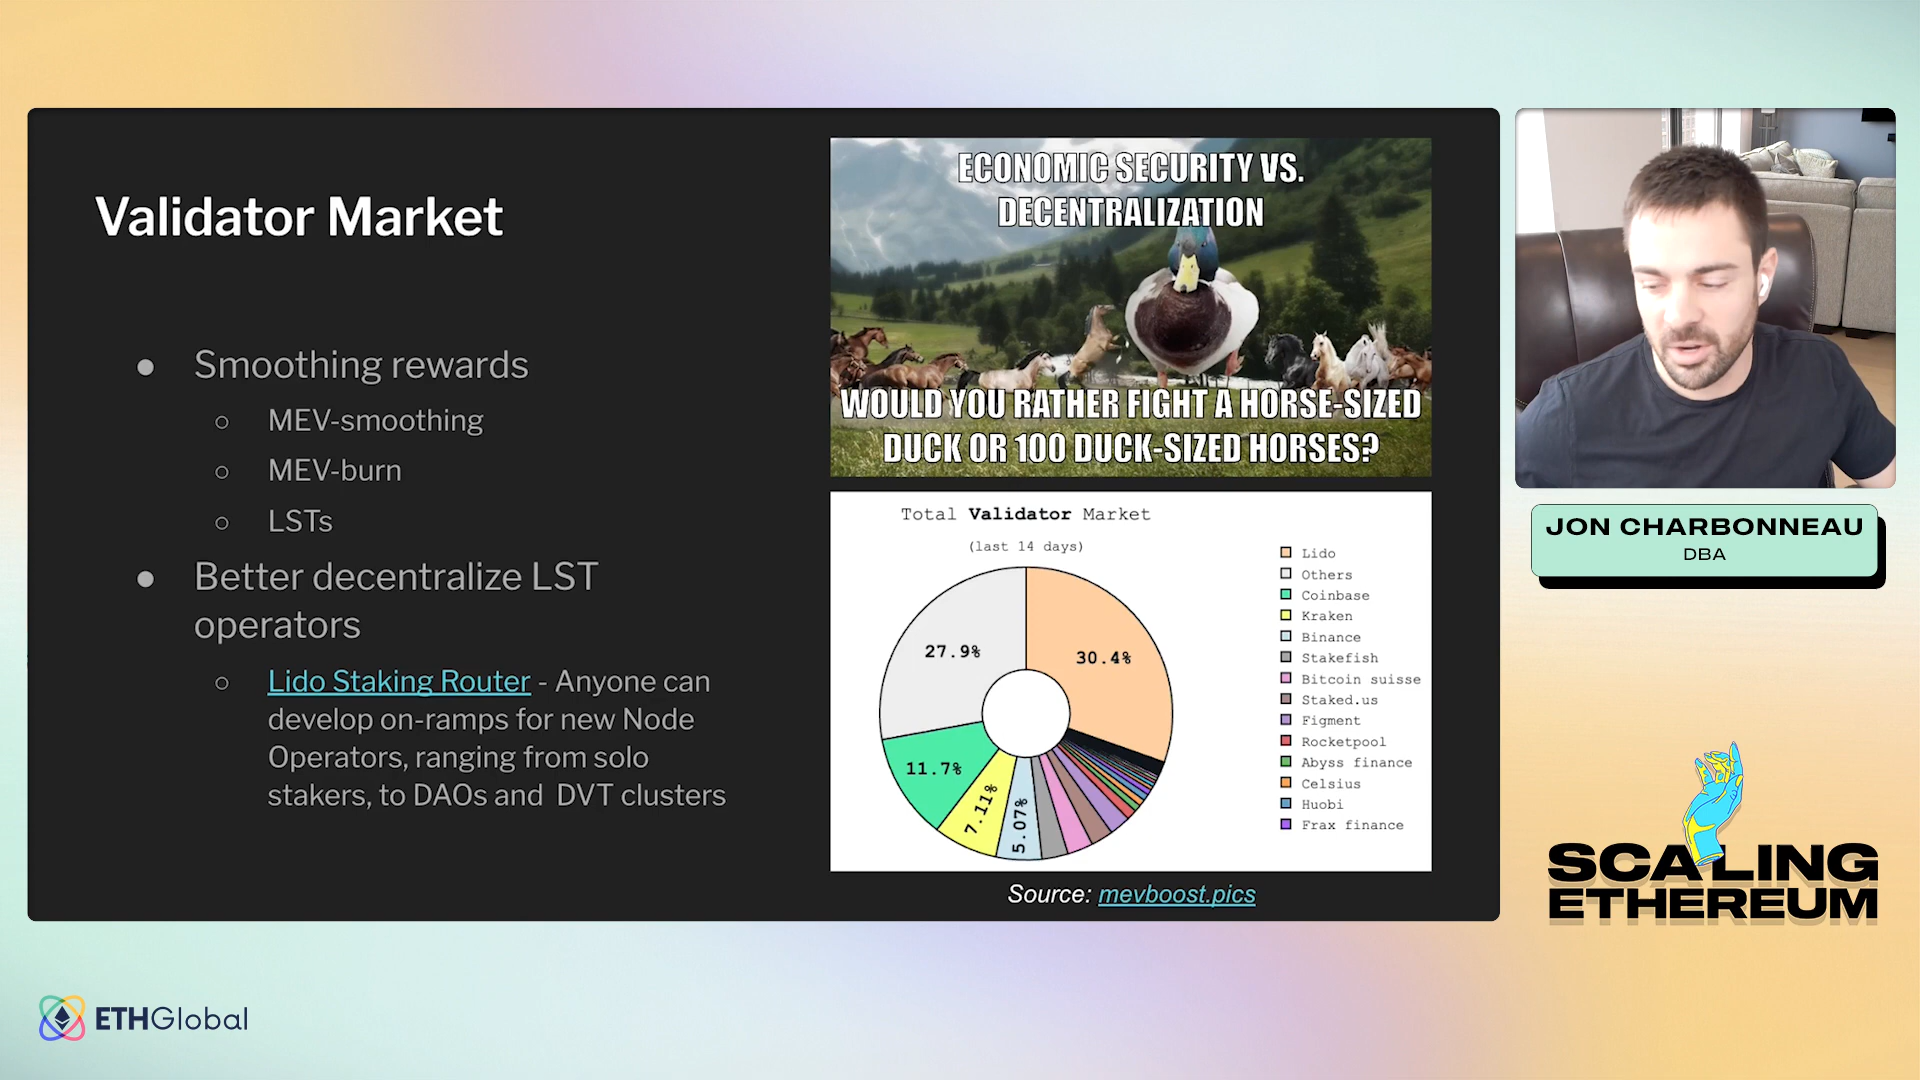 Validator Market
● Smoothing rewards
○ MEV-smoothing
○ MEV-burn
○ LSTs
● Better decentralize LST
operators
○ Lido Staking Router - Anyone can
develop on-ramps for new Node
Operators, ranging from solo
stakers, to DAOs and DVT clusters
ECONOMIC SECURITY VS.
DECENTRALIZATION
WOULD YOU RATHER FIGHT A HORSE-SIZED
DUCK OR 100 DUCK-SIZED HORSES?
Total Validator Market
(last 14 days)
27.9%
30.4%
11.7%
7.11%
5.07%
Lido
Others
Coinbase
Kraken
Binance
Stakefish
Bitcoin suisse
Staked.us
Figment
Rocketpool
Abyss finance
Celsius
Huobi
Frax finance
Source: mevboost.pics
JON CHARBONNEAU
DBA
SCALING
ETHEREUM
ETHGlobal